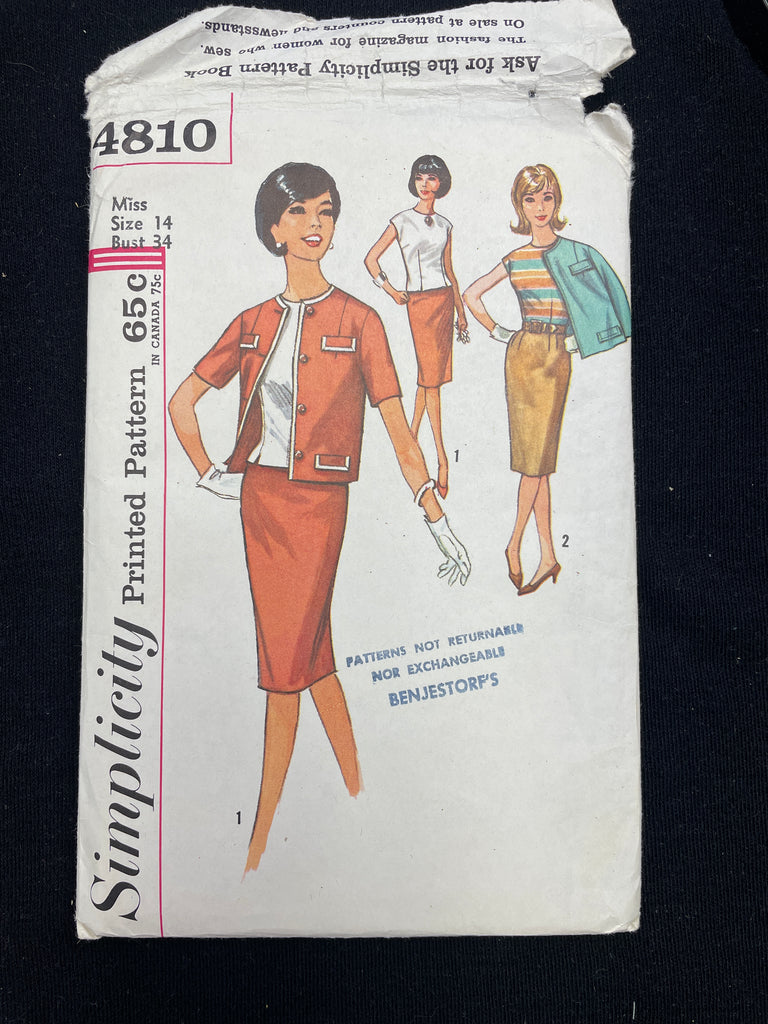 Ask for the Simplicity Pattern Book
The fashion magazine for women who sew.
On sale at pattern counters and newsstands.
4810
Miss
Size 14
Bust 34
Simplicity Printed Pattern 65c
IN CANADA 75c
1
2
1
PATTERNS NOT RETURNABLE
NOR EXCHANGEABLE
BENJESTORF'S